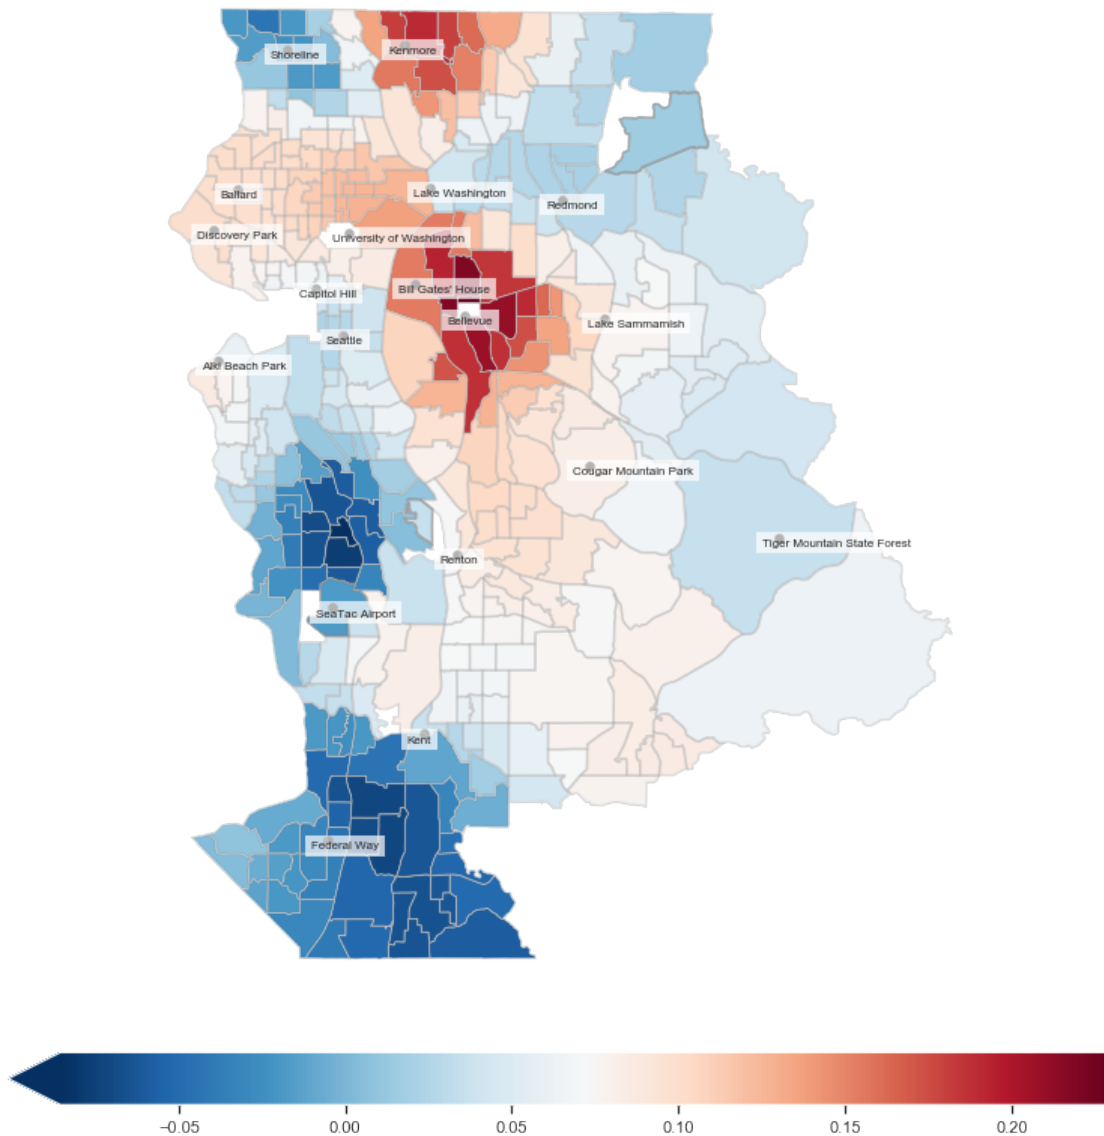 Shoreline
Kenmore
Ballard
Lake Washington
Redmond
Discovery Park
University of Washington
Capitol Hill
Bill Gates' House
Bellevue
Lake Sammamish
Seattle
Alki Beach Park
Cougar Mountain Park
Tiger Mountain State Forest
Renton
SeaTac Airport
Kent
Federal Way
−0.05 0.00 0.05 0.10 0.15 0.20